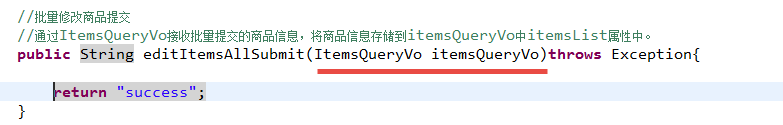 //批量修改商品提交
//通过ItemsQueryVo接收批量提交的商品信息，将商品信息存储到itemsQueryVo中itemsList属性中。
public String editItemsAllSubmit(ItemsQueryVo itemsQueryVo)throws Exception{
return "success";
}